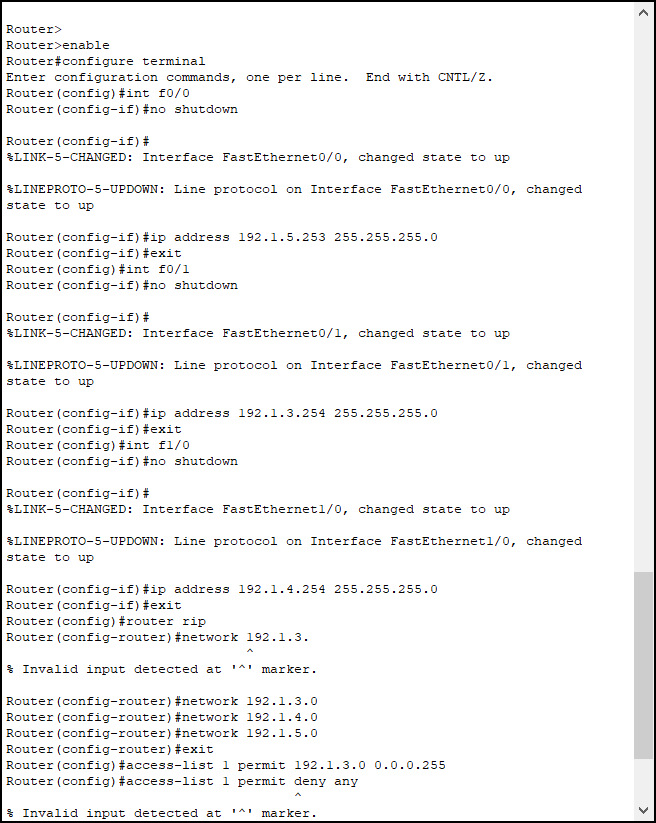 Router>
Router>enable
Router#configure terminal
Enter configuration commands, one per line.  End with CNTL/Z.
Router(config)#int f0/0
Router(config-if)#no shutdown
Router(config-if)#
%LINK-5-CHANGED: Interface FastEthernet0/0, changed state to up
%LINEPROTO-5-UPDOWN: Line protocol on Interface FastEthernet0/0, changed
state to up
Router(config-if)#ip address 192.1.5.253 255.255.255.0
Router(config-if)#exit
Router(config)#int f0/1
Router(config-if)#no shutdown
Router(config-if)#
%LINK-5-CHANGED: Interface FastEthernet0/1, changed state to up
%LINEPROTO-5-UPDOWN: Line protocol on Interface FastEthernet0/1, changed
state to up
Router(config-if)#ip address 192.1.3.254 255.255.255.0
Router(config-if)#exit
Router(config)#int f1/0
Router(config-if)#no shutdown
Router(config-if)#
%LINK-5-CHANGED: Interface FastEthernet1/0, changed state to up
%LINEPROTO-5-UPDOWN: Line protocol on Interface FastEthernet1/0, changed
state to up
Router(config-if)#ip address 192.1.4.254 255.255.255.0
Router(config-if)#exit
Router(config)#router rip
Router(config-router)#network 192.1.3.
^
% Invalid input detected at '^' marker.
Router(config-router)#network 192.1.3.0
Router(config-router)#network 192.1.4.0
Router(config-router)#network 192.1.5.0
Router(config-router)#exit
Router(config)#access-list 1 permit 192.1.3.0 0.0.0.255
Router(config)#access-list 1 permit deny any
^
% Invalid input detected at '^' marker.